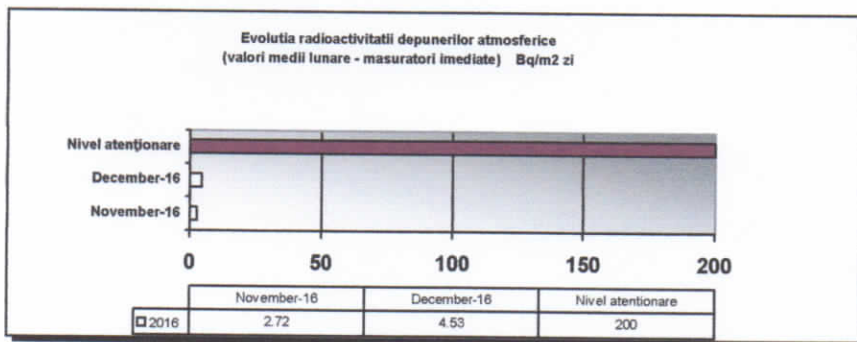 Evolutia radioactivitatii depunerilor atmosferice
(valori medii lunare - masuratori imediate) Bq/m2 zi
Nivel atenționare
December-16
November-16
0 50 100 150 200
November-16 December-16 Nivel atentionare
2016 2.72 4.53 200